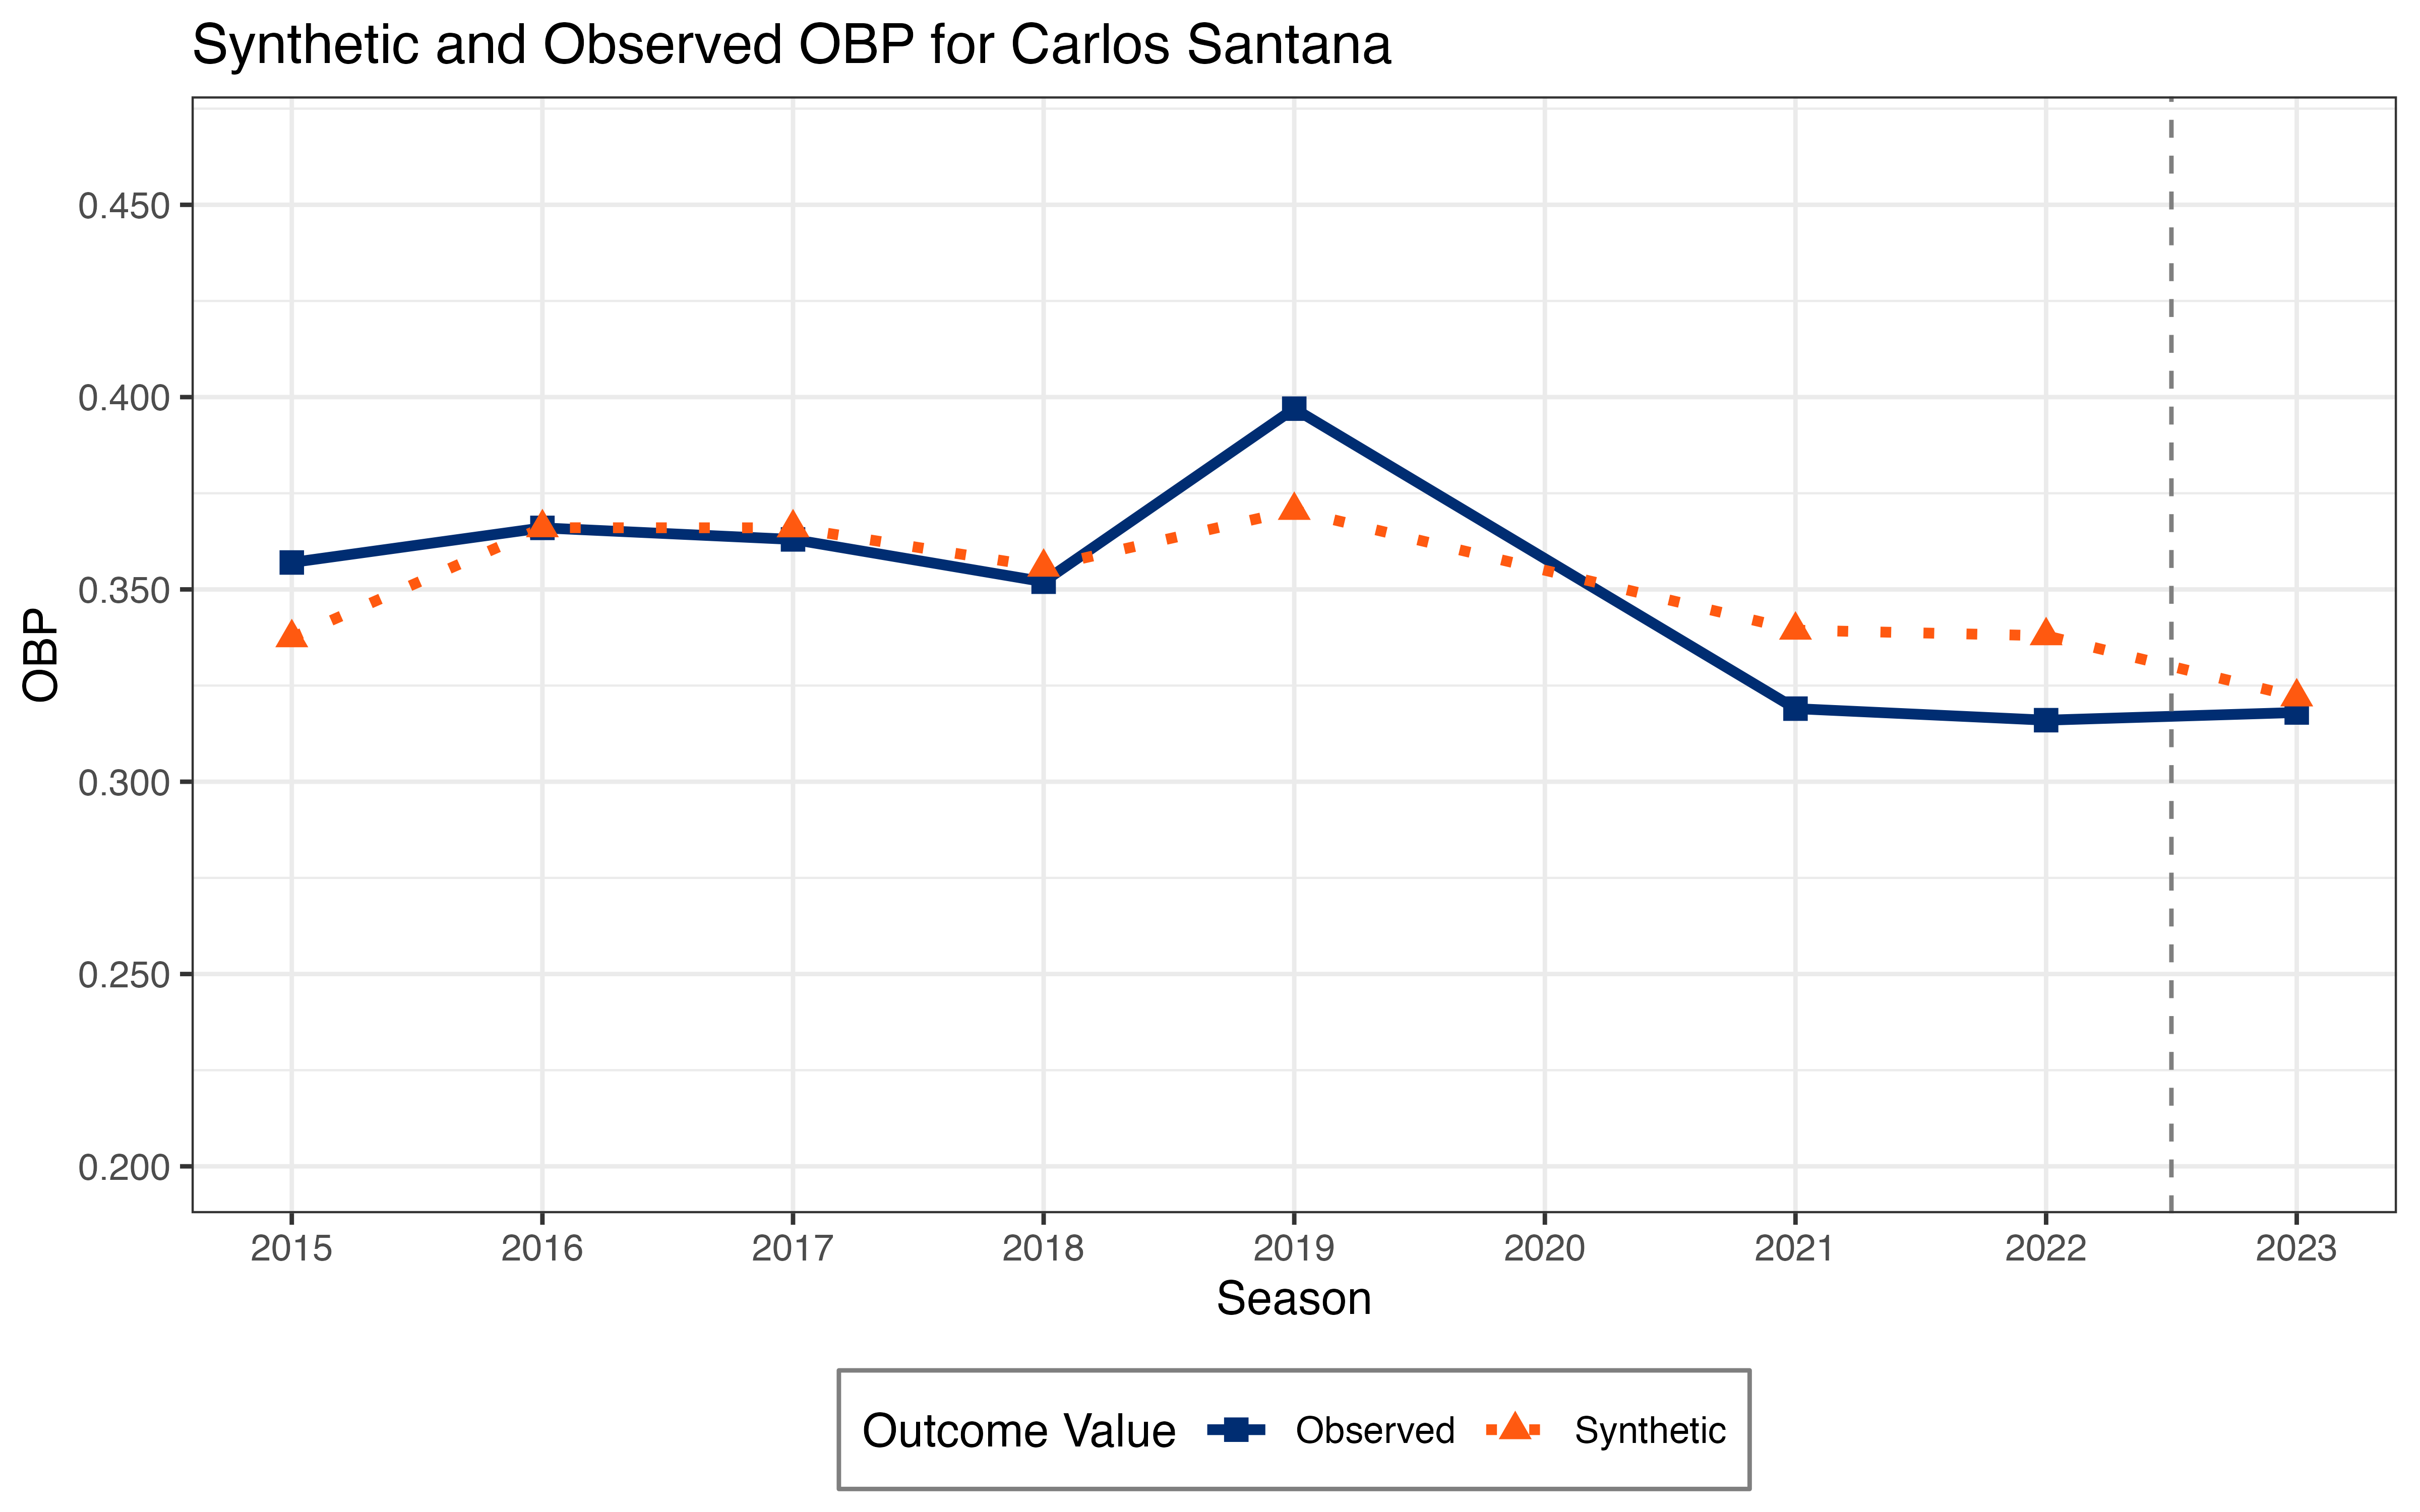 Synthetic and Observed OBP for Carlos Santana
OBP
0.450
0.400
0.350
0.300
0.250
0.200
2015 2016 2017 2018 2019 2020 2021 2022 2023
Season
Outcome Value Observed Synthetic